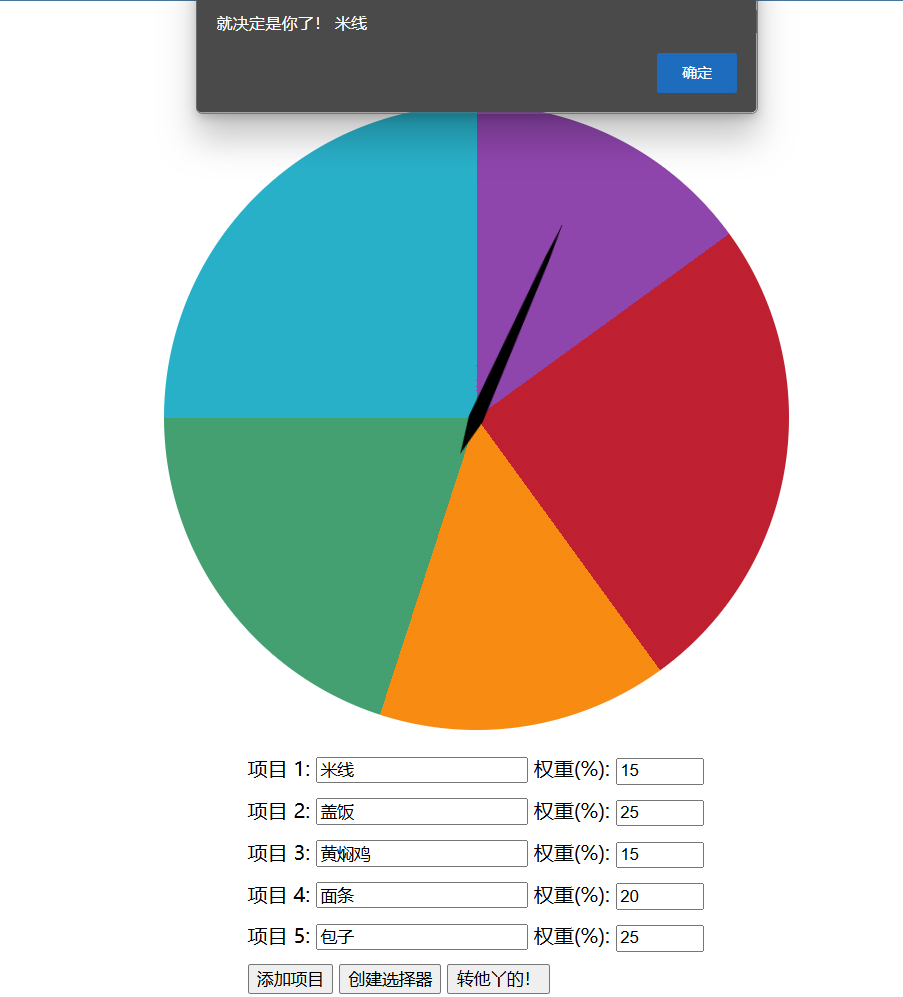 就决定是你了! 米线
确定
项目 1: 米线 权重(%): 15
项目 2: 盖饭 权重(%): 25
项目 3: 黄焖鸡 权重(%): 15
项目 4: 面条 权重(%): 20
项目 5: 包子 权重(%): 25
添加项目 创建选择器 转他丫的!